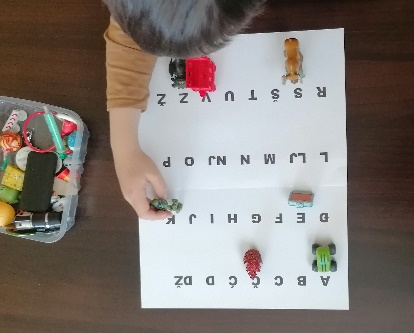 A B C Č Ć D DŽ
Đ E F G H I J K
L LJ M N NJ O P
R S Š T U V Z Ž